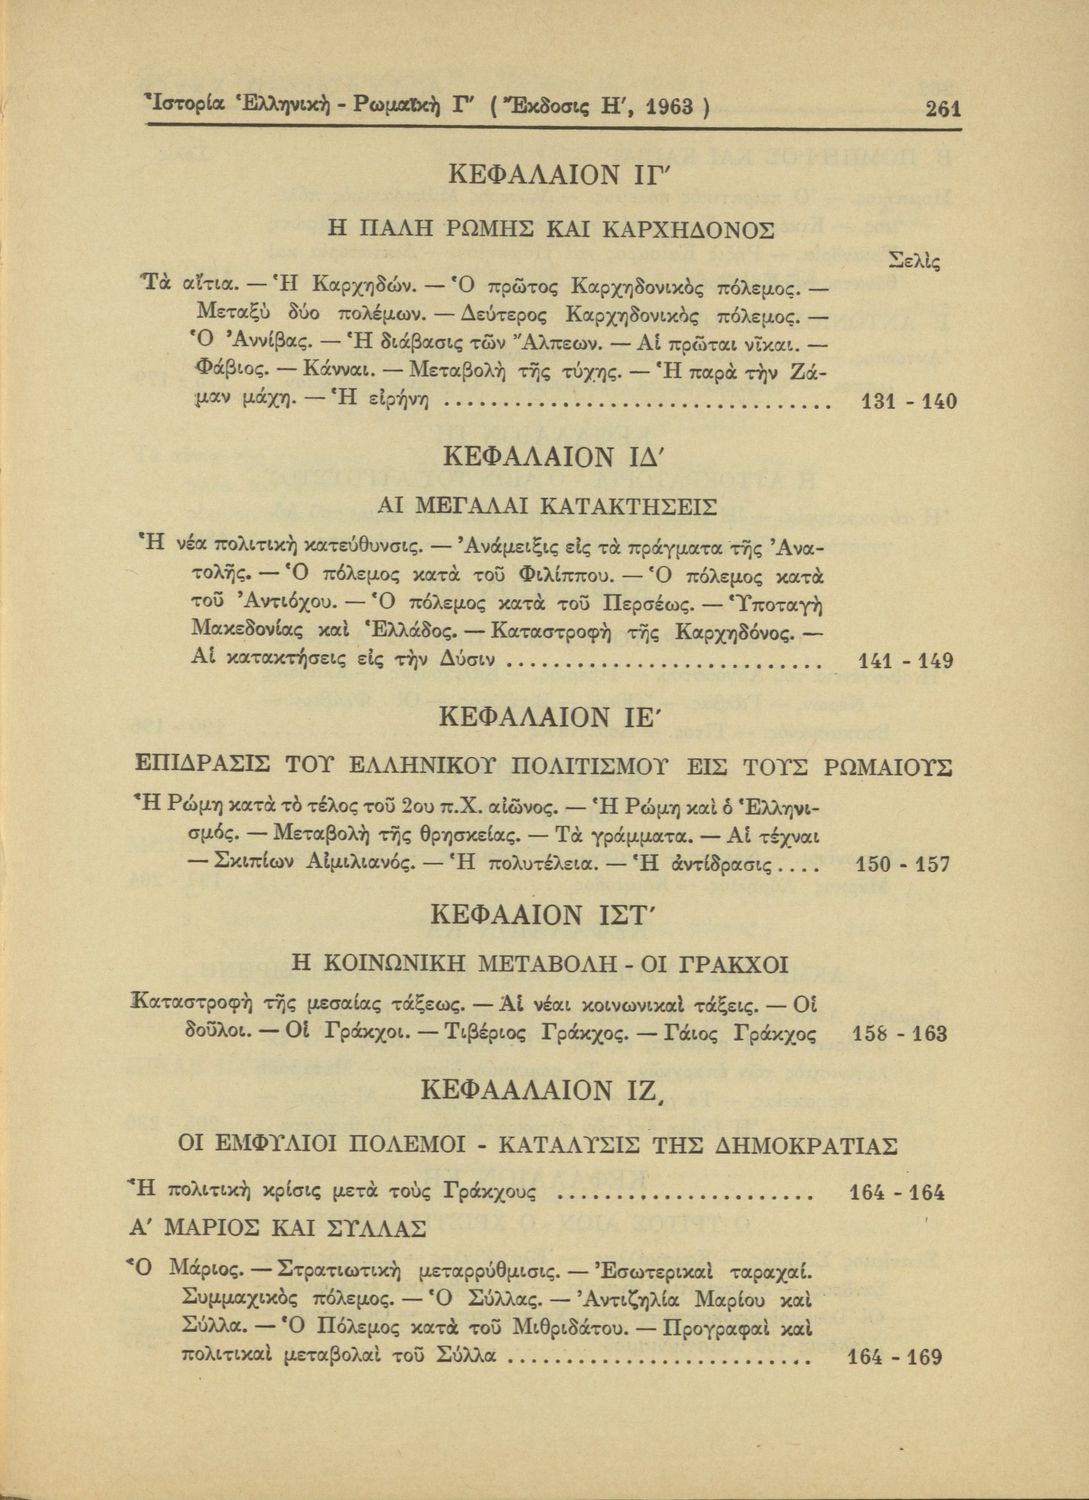 Ἱστορία Ἑλληνικὴ - Ρωμαϊκὴ Γ′ ( Ἔκδοσις Η′, 1963 ) 261
ΚΕΦΑΛΑΙΟΝ ΙΓ′
Η ΠΑΛΗ ΡΩΜΗΣ ΚΑΙ ΚΑΡΧΗΔΟΝΟΣ
Σελὶς
Τὰ αἴτια. — Ἡ Καρχηδών. — Ὁ πρῶτος Καρχηδονικὸς πόλεμος. —
Μεταξὺ δύο πολέμων. — Δεύτερος Καρχηδονικὸς πόλεμος. —
Ὁ Ἀννίβας. — Ἡ διάβασις τῶν Ἄλπεων. — Αἱ πρῶται νῖκαι. —
Φάβιος. — Κάνναι. — Μεταβολὴ τῆς τύχης. — Ἡ παρὰ τὴν Ζά-
μαν μάχη. — Ἡ εἰρήνη ................................ 131 - 140
ΚΕΦΑΛΑΙΟΝ ΙΔ′
ΑΙ ΜΕΓΑΛΑΙ ΚΑΤΑΚΤΗΣΕΙΣ
Ἡ νέα πολιτικὴ κατεύθυνσις. — Ἀνάμειξις εἰς τὰ πράγματα τῆς Ἀνα-
τολῆς. — Ὁ πόλεμος κατὰ τοῦ Φιλίππου. — Ὁ πόλεμος κατὰ
τοῦ Ἀντιόχου. — Ὁ πόλεμος κατὰ τοῦ Περσέως. — Ὑποταγὴ
Μακεδονίας καὶ Ἑλλάδος. — Καταστροφὴ τῆς Καρχηδόνος. —
Αἱ κατακτήσεις εἰς τὴν Δύσιν .......................... 141 - 149
ΚΕΦΑΛΑΙΟΝ ΙΕ′
ΕΠΙΔΡΑΣΙΣ ΤΟΥ ΕΛΛΗΝΙΚΟΥ ΠΟΛΙΤΙΣΜΟΥ ΕΙΣ ΤΟΥΣ ΡΩΜΑΙΟΥΣ
Ἡ Ρώμη κατὰ τὸ τέλος τοῦ 2ου π.Χ. αἰῶνος. — Ἡ Ρώμη καὶ ὁ Ἑλληνι-
σμός. — Μεταβολὴ τῆς θρησκείας. — Τὰ γράμματα. — Αἱ τέχναι
— Σκιπίων Αἰμιλιανός. — Ἡ πολυτέλεια. — Ἡ ἀντίδρασις .... 150 - 157
ΚΕΦΑΑΙΟΝ ΙΣΤ′
Η ΚΟΙΝΩΝΙΚΗ ΜΕΤΑΒΟΛΗ - ΟΙ ΓΡΑΚΧΟΙ
Καταστροφὴ τῆς μεσαίας τάξεως. — Αἱ νέαι κοινωνικαὶ τάξεις. — Οἱ
δοῦλοι. — Οἱ Γράκχοι. — Τιβέριος Γράκχος. — Γάιος Γράκχος 158 - 163
ΚΕΦΑΑΛΑΙΟΝ ΙΖ,
ΟΙ ΕΜΦΥΛΙΟΙ ΠΟΛΕΜΟΙ - ΚΑΤΑΛΥΣΙΣ ΤΗΣ ΔΗΜΟΚΡΑΤΙΑΣ
Ἡ πολιτικὴ κρίσις μετὰ τοὺς Γράκχους ...................... 164 - 164
Α′ ΜΑΡΙΟΣ ΚΑΙ ΣΥΛΛΑΣ
Ὁ Μάριος. — Στρατιωτικὴ μεταρρύθμισις. — Ἐσωτερικαὶ ταραχαί.
Συμμαχικὸς πόλεμος. — Ὁ Σύλλας. — Ἀντιζηλία Μαρίου καὶ
Σύλλα. — Ὁ Πόλεμος κατὰ τοῦ Μιθριδάτου. — Προγραφαὶ καὶ
πολιτικαὶ μεταβολαὶ τοῦ Σύλλα .......................... 164 - 169